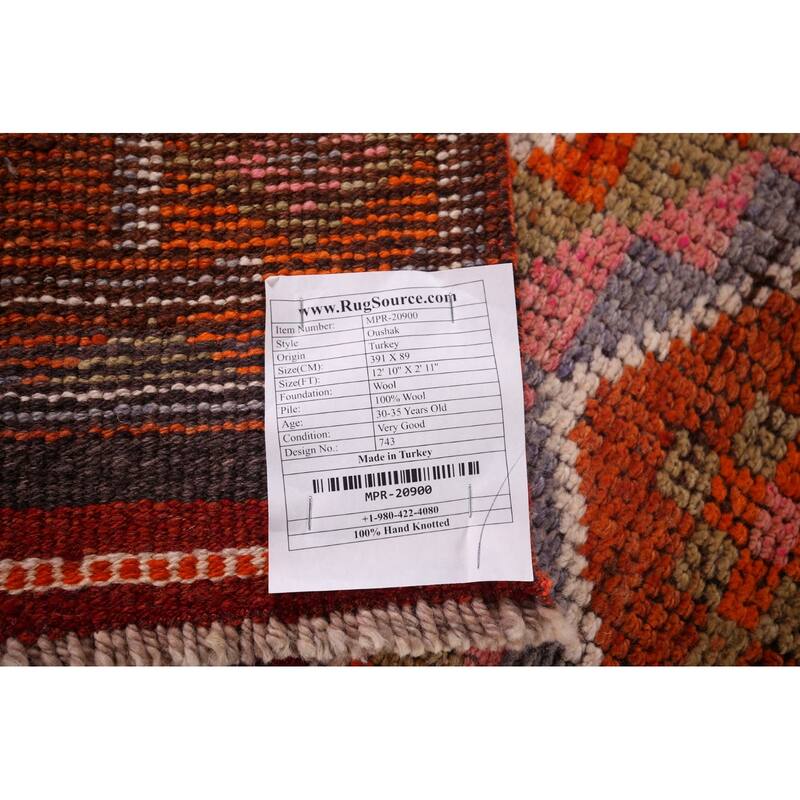 www.RugSource.com
Item Number: MPR-20900
Style Oushak
Origin Turkey
Size(CM): 391 X 89
Size(FT): 12' 10" X 2' 11"
Foundation: Wool
Pile: 100% Wool
Age: 30-35 Years Old
Condition: Very Good
Design No.: 743
Made in Turkey
MPR-20900
+1-980-422-4080
100% Hand Knotted